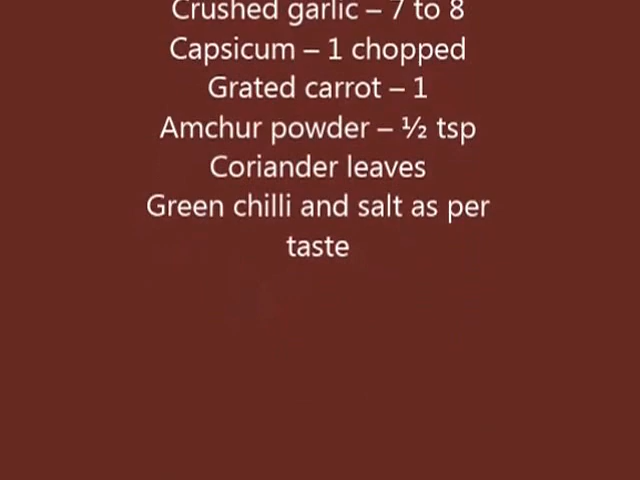 Crushed garlic – 7 to 8
Capsicum – 1 chopped
Grated carrot – 1
Amchur powder – ½ tsp
Coriander leaves
Green chilli and salt as per
taste